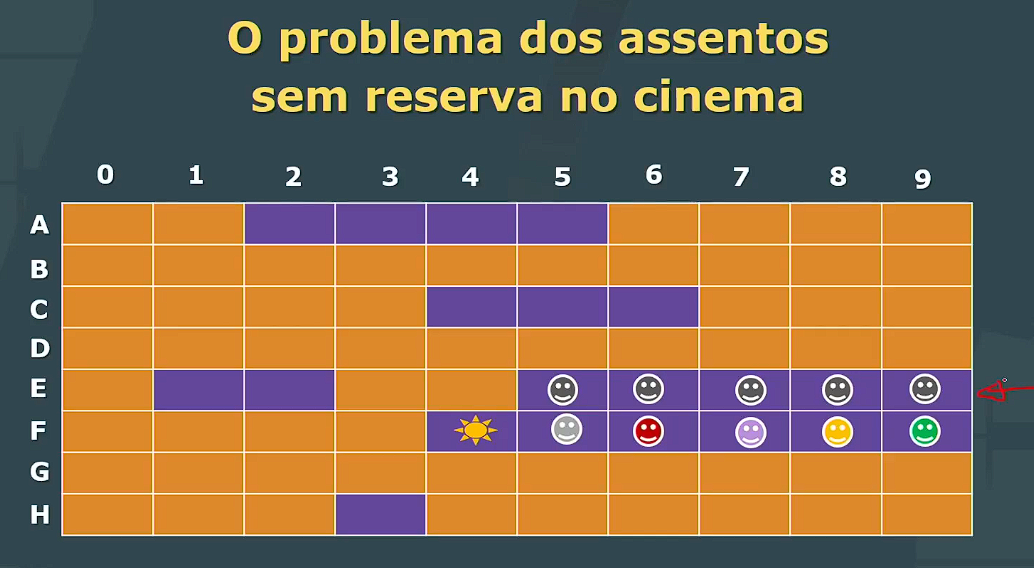 O problema dos assentos
sem reserva no cinema
0 1 2 3 4 5 6 7 8 9
A
B
C
D
E
F
G
H